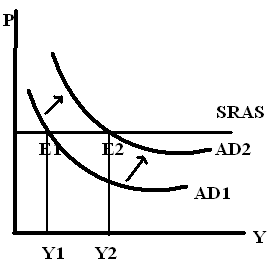 P
SRAS
E1 E2 AD2
AD1
Y
Y1 Y2